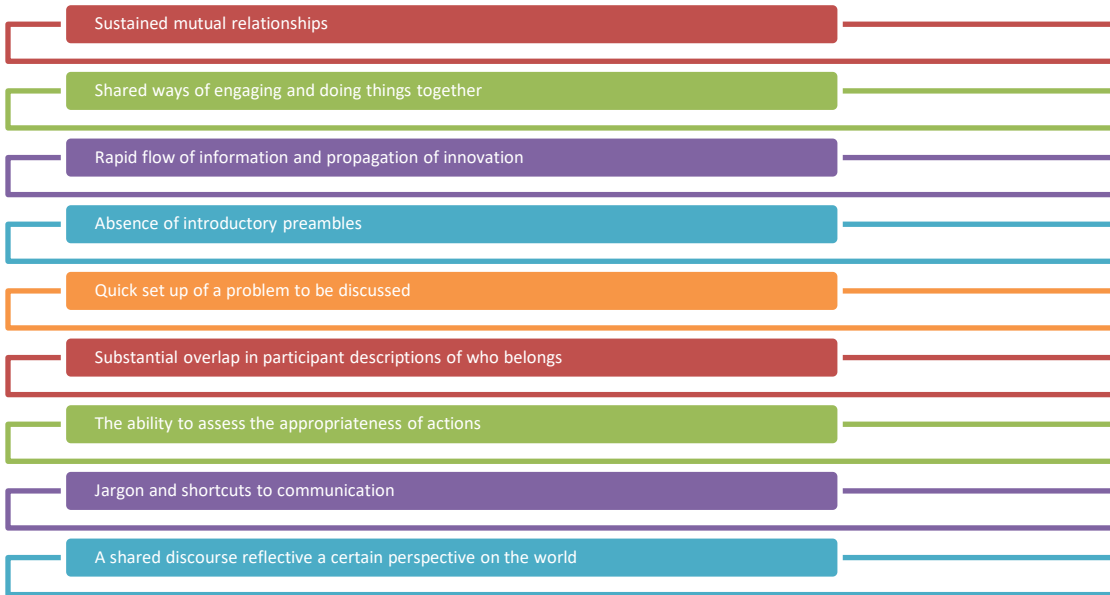 Sustained mutual relationships
Shared ways of engaging and doing things together
Rapid flow of information and propagation of innovation
Absence of introductory preambles
Quick set up of a problem to be discussed
Substantial overlap in participant descriptions of who belongs
The ability to assess the appropriateness of actions
Jargon and shortcuts to communication
A shared discourse reflective a certain perspective on the world